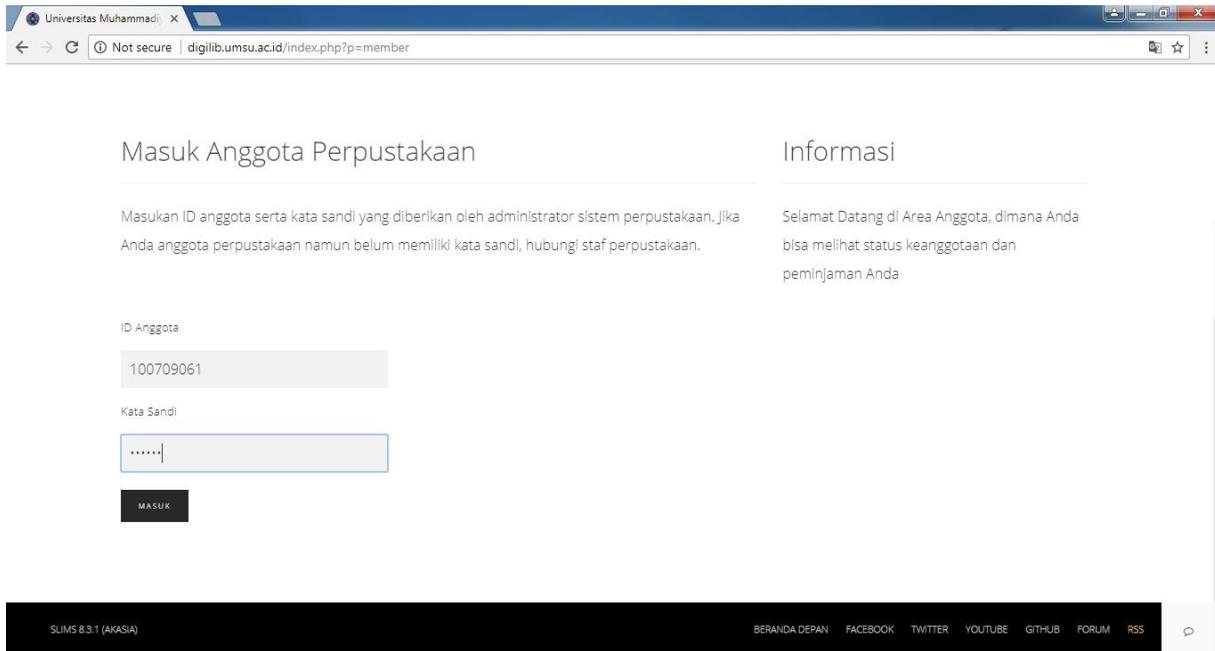 Universitas Muhammadi
Not secure | digilib.umsu.ac.id/index.php?p=member
Masuk Anggota Perpustakaan
Masukan ID anggota serta kata sandi yang diberikan oleh administrator sistem perpustakaan. Jika
Anda anggota perpustakaan namun belum memiliki kata sandi, hubungi staf perpustakaan.
Informasi
Selamat Datang di Area Anggota, dimana Anda
bisa melihat status keanggotaan dan
peminjaman Anda
ID Anggota
100709061
Kata Sandi
••••••
MASUK
SLIMS 8.3.1 (AKASIA)
BERANDA DEPAN FACEBOOK TWITTER YOUTUBE GITHUB FORUM RSS